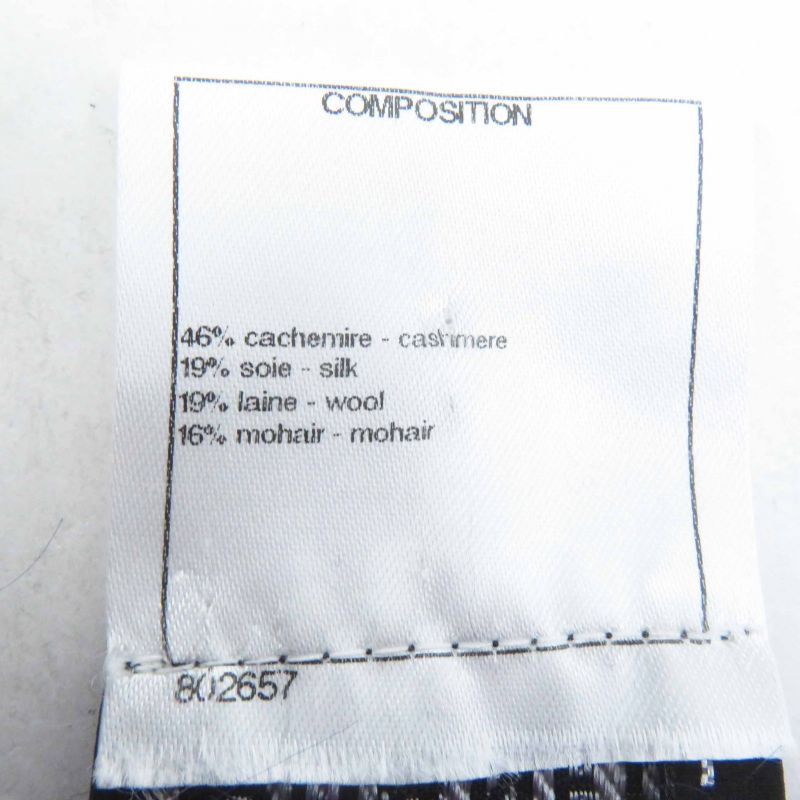 COMPOSITION
46% cachemire - cashmere
19% soie - silk
19% laine - wool
16% mohair - mohair
802657